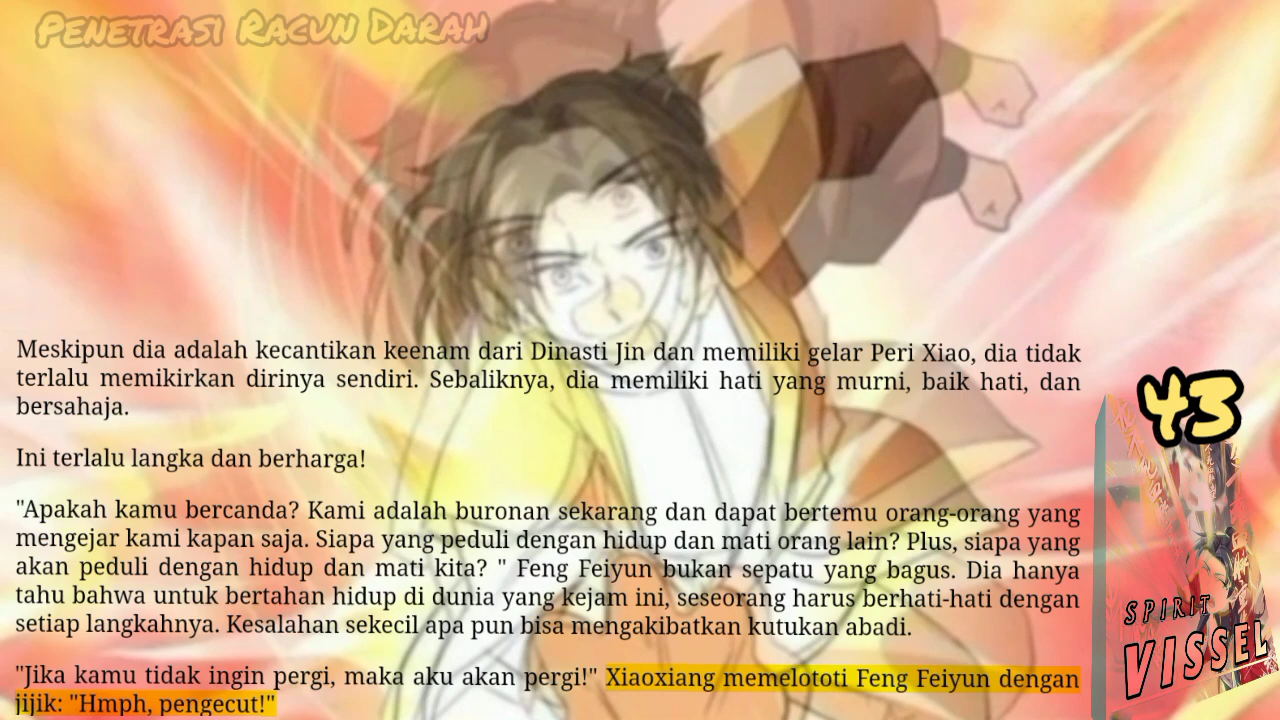 Penetrasi Racun Darah
Meskipun dia adalah kecantikan keenam dari Dinasti Jin dan memiliki gelar Peri Xiao, dia tidak
terlalu memikirkan dirinya sendiri. Sebaliknya, dia memiliki hati yang murni, baik hati, dan
bersahaja.
Ini terlalu langka dan berharga!
"Apakah kamu bercanda? Kami adalah buronan sekarang dan dapat bertemu orang-orang yang
mengejar kami kapan saja. Siapa yang peduli dengan hidup dan mati orang lain? Plus, siapa yang
akan peduli dengan hidup dan mati kita? " Feng Feiyun bukan sepatu yang bagus. Dia hanya
tahu bahwa untuk bertahan hidup di dunia yang kejam ini, seseorang harus berhati-hati dengan
setiap langkahnya. Kesalahan sekecil apa pun bisa mengakibatkan kutukan abadi.
"Jika kamu tidak ingin pergi, maka aku akan pergi!" Xiaoxiang memelototi Feng Feiyun dengan
jijik: "Hmph, pengecut!"
43
SPIRIT
VISSEL